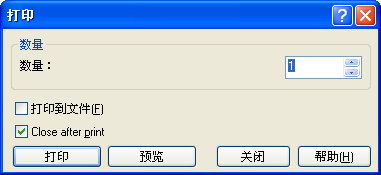 打印
数量
数量： 1
打印到文件(F)
Close after print
打印 预览 关闭 帮助(H)